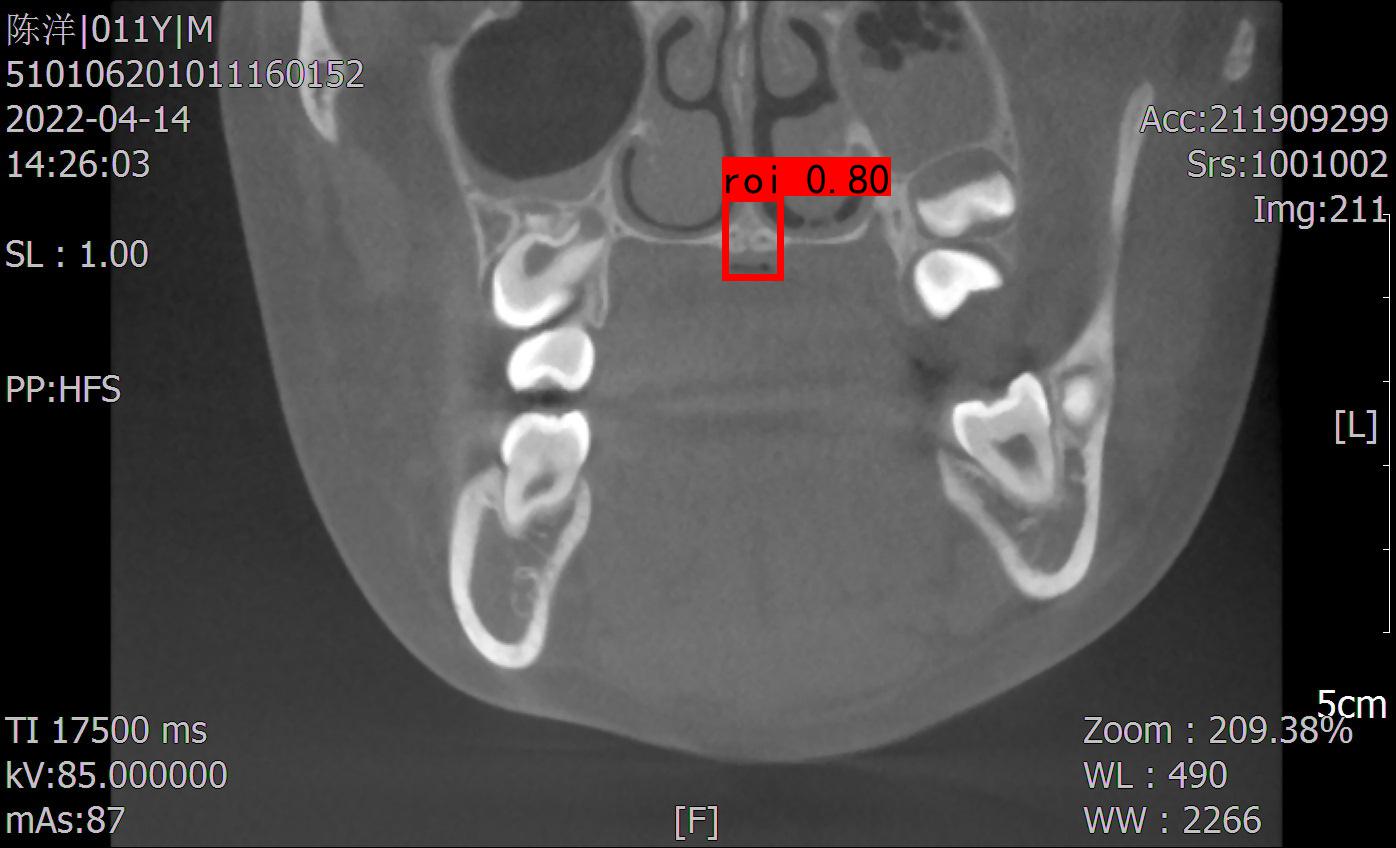 陈洋|011Y|M
510106201011160152
2022-04-14
14:26:03
SL : 1.00
PP:HFS
Acc:211909299
Srs:1001002
Img:211
roi 0.80
[L]
5cm
TI 17500 ms
kV:85.000000
mAs:87
[F]
Zoom : 209.38%
WL : 490
WW : 2266